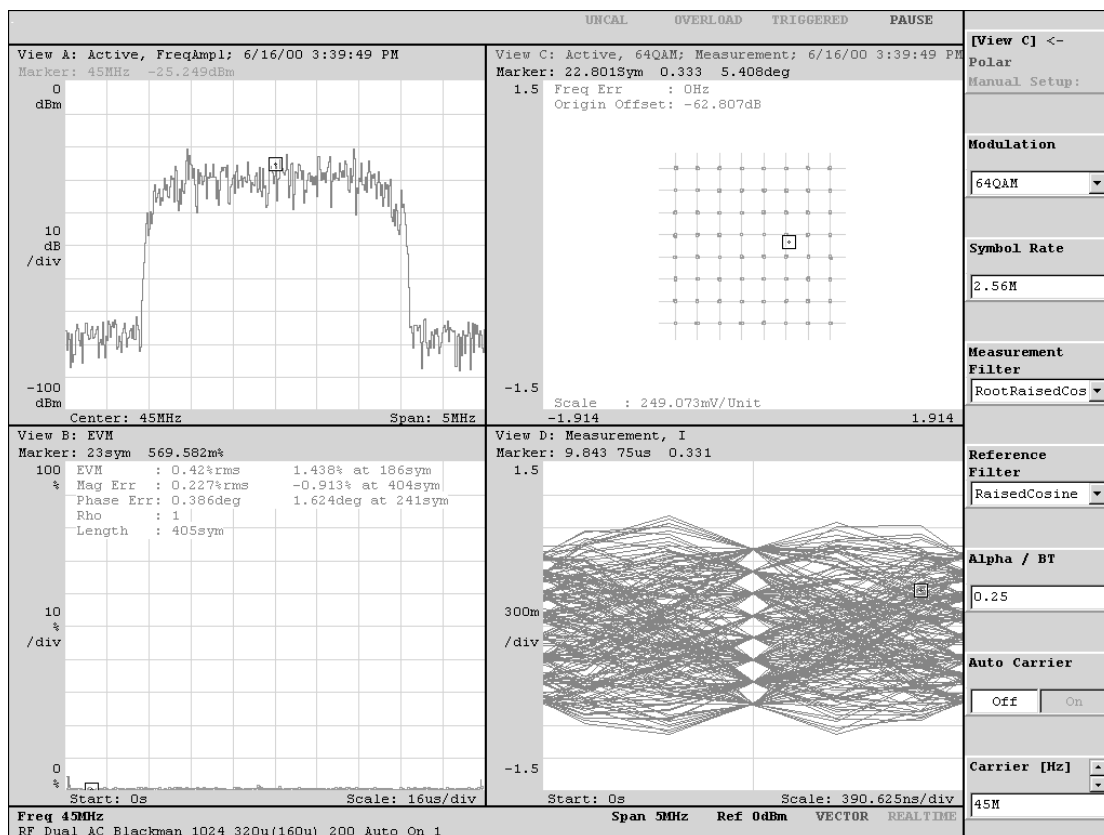 UNCAL OVERLOAD TRIGGERED PAUSE
View A: Active, FreqAmpl; 6/16/00 3:39:49 PM
Marker: 45MHz -25.249dBm
0
dBm
10
dB
/div
-100
dBm
Center: 45MHz Span: 5MHz
View C: Active, 64QAM; Measurement; 6/16/00 3:39:49 PM
Marker: 22.801Sym 0.333 5.408deg
1.5
Freq Err : 0Hz
Origin Offset: -62.807dB
-1.5
Scale : 249.073mV/Unit
-1.914 1.914
View B: EVM
Marker: 23sym 569.582m%
100
%
EVM : 0.42%rms 1.438% at 186sym
Mag Err : 0.227%rms -0.913% at 404sym
Phase Err: 0.386deg 1.624deg at 241sym
Rho : 1
Length : 405sym
10
%
/div
0
%
Start: 0s Scale: 16us/div
View D: Measurement, I
Marker: 9.843 75us 0.331
1.5
300m
/div
-1.5
Start: 0s Scale: 390.625ns/div
Freq 45MHz Span 5MHz Ref 0dBm VECTOR REALTIME
RF Dual AC Blackman 1024 320u(160u) 200 Auto On 1
[View C] <-
Polar
Manual Setup:
Modulation
64QAM
Symbol Rate
2.56M
Measurement
Filter
RootRaisedCos
Reference
Filter
RaisedCosine
Alpha / BT
0.25
Auto Carrier
Off On
Carrier [Hz]
45M